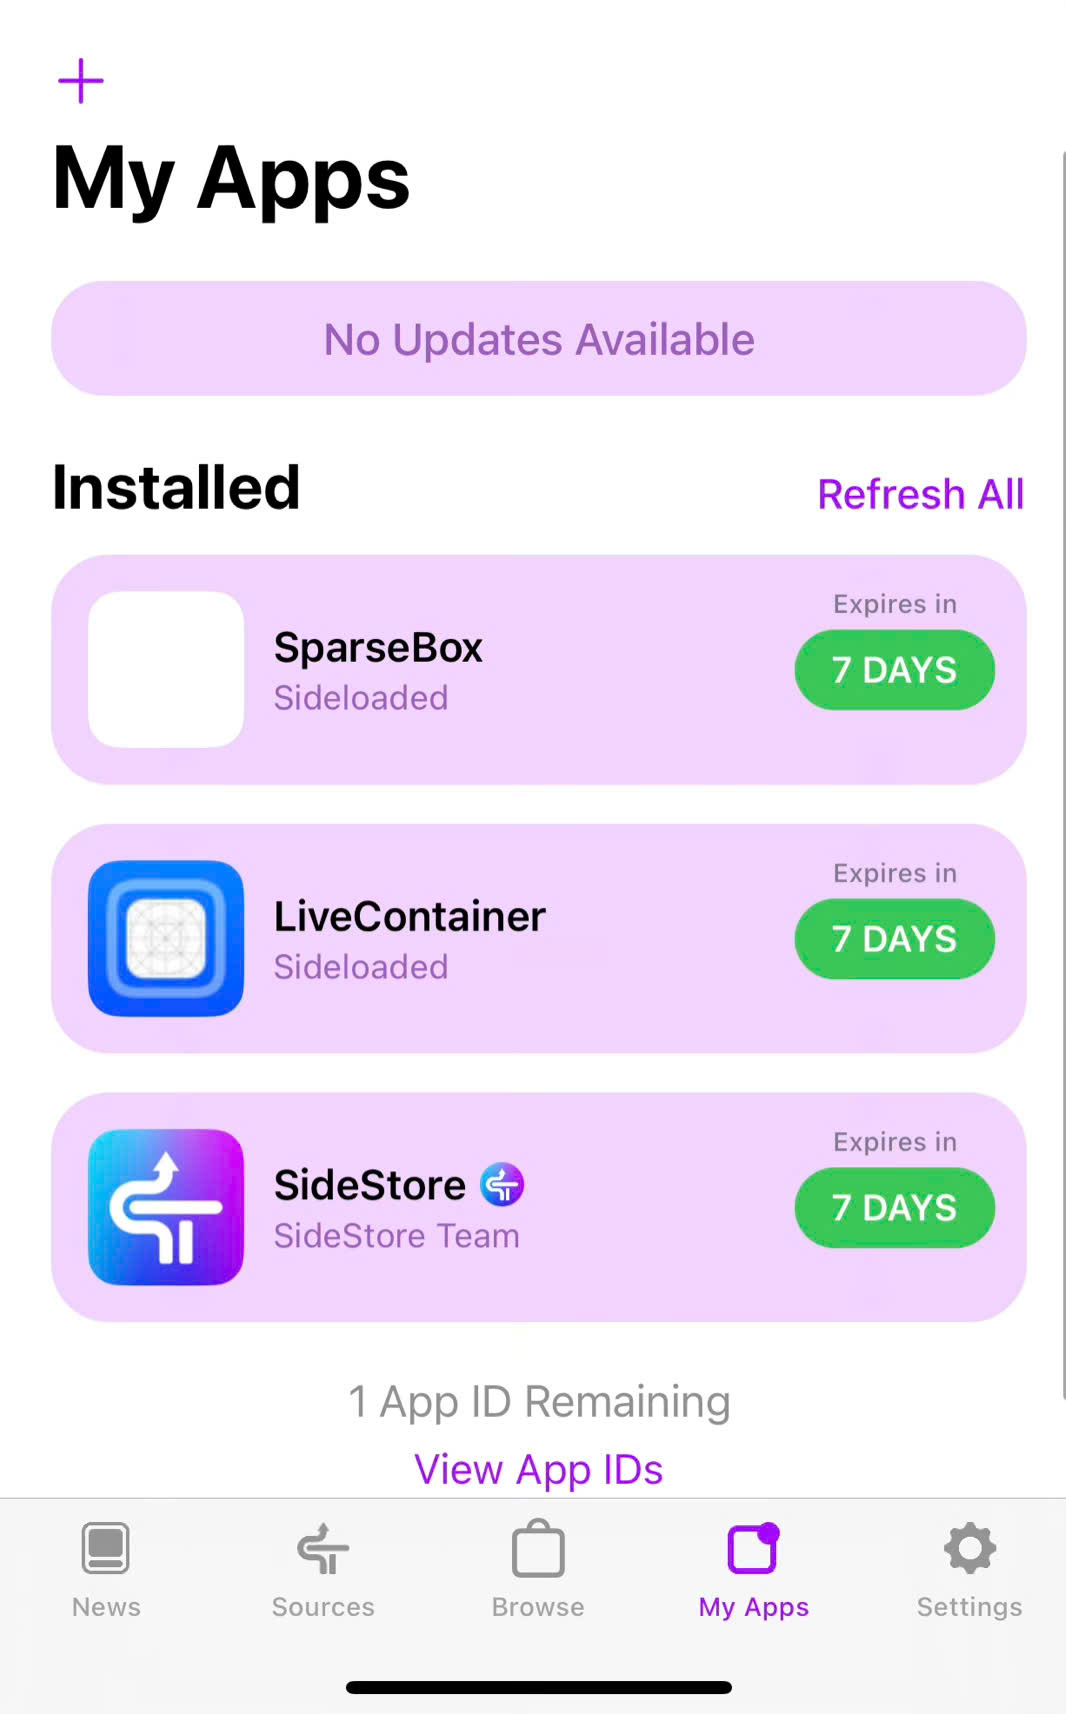 My Apps
No Updates Available
Installed
Refresh All
Expires in
SparseBox
7 DAYS
Sideloaded
Expires in
LiveContainer
7 DAYS
Sideloaded
Expires in
SideStore
7 DAYS
SideStore Team
1 App ID Remaining
View App IDs
News
Sources
Browse
My Apps
Settings